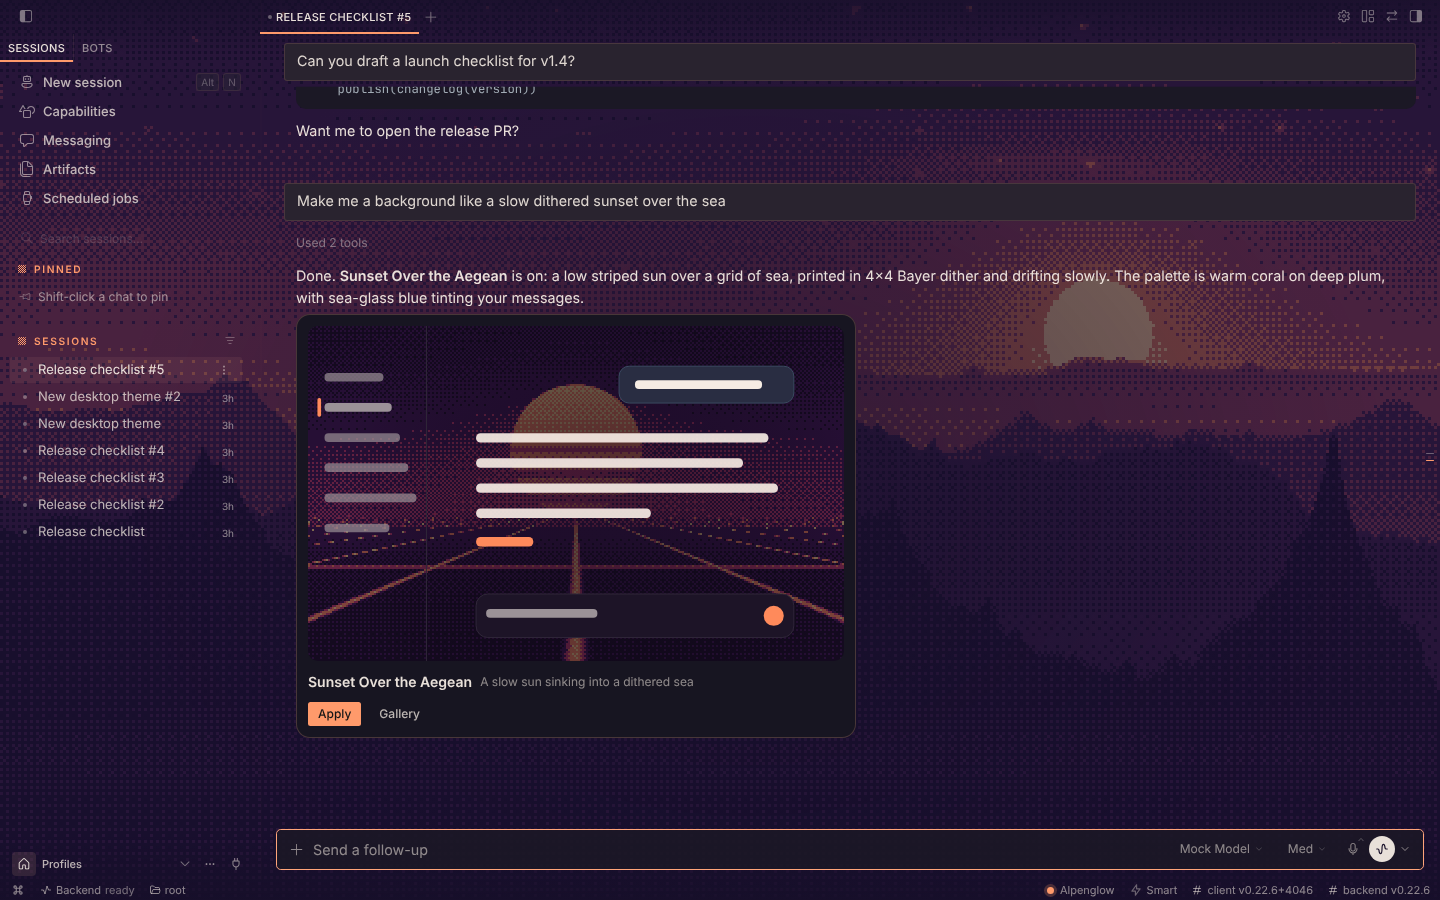 RELEASE CHECKLIST #5
SESSIONS BOTS
New session Alt N
Capabilities
Messaging
Artifacts
Scheduled jobs
Search sessions...
PINNED
Shift-click a chat to pin
SESSIONS
Release checklist #5
New desktop theme #2 3h
New desktop theme 3h
Release checklist #4 3h
Release checklist #3 3h
Release checklist #2 3h
Release checklist 3h
Profiles
Can you draft a launch checklist for v1.4?
publish(changelog(version))
Want me to open the release PR?
Make me a background like a slow dithered sunset over the sea
Used 2 tools
Done. Sunset Over the Aegean is on: a low striped sun over a grid of sea, printed in 4×4 Bayer dither and drifting slowly. The palette is warm coral on deep plum,
with sea-glass blue tinting your messages.
Sunset Over the Aegean A slow sun sinking into a dithered sea
Apply Gallery
Send a follow-up Mock Model Med
Backend ready root Alpenglow Smart # client v0.22.6+4046 # backend v0.22.6